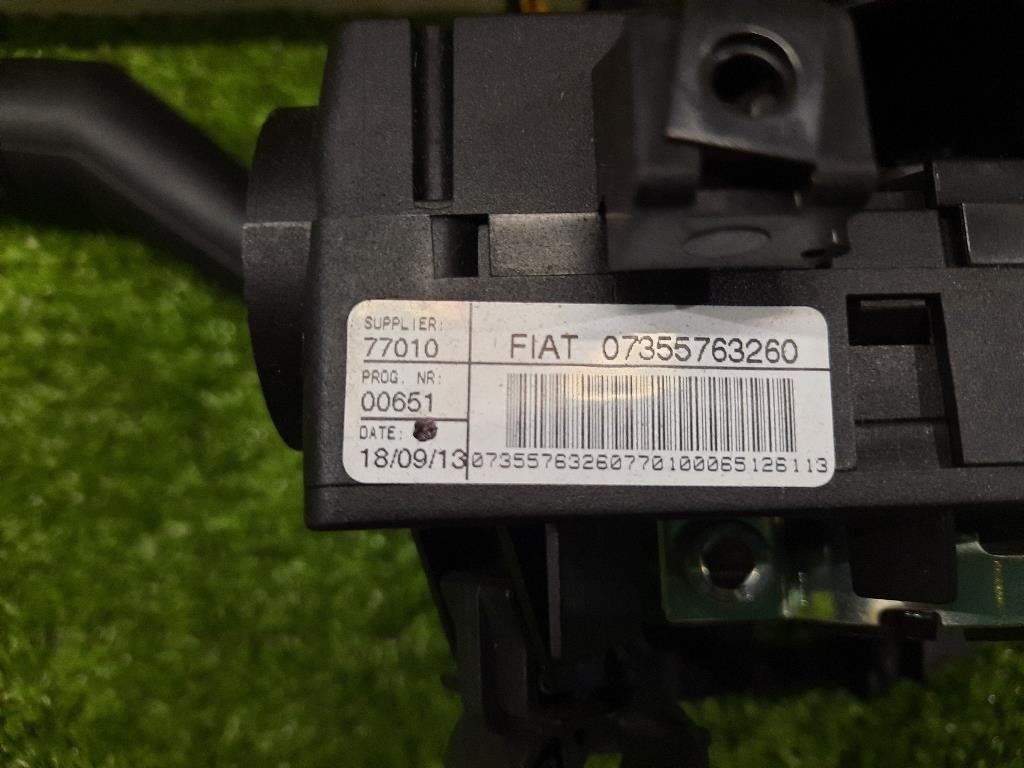 SUPPLIER:
77010
FIAT 07355763260
PROG. NR:
00651
DATE:
18/09/13
07355763260770100065126113